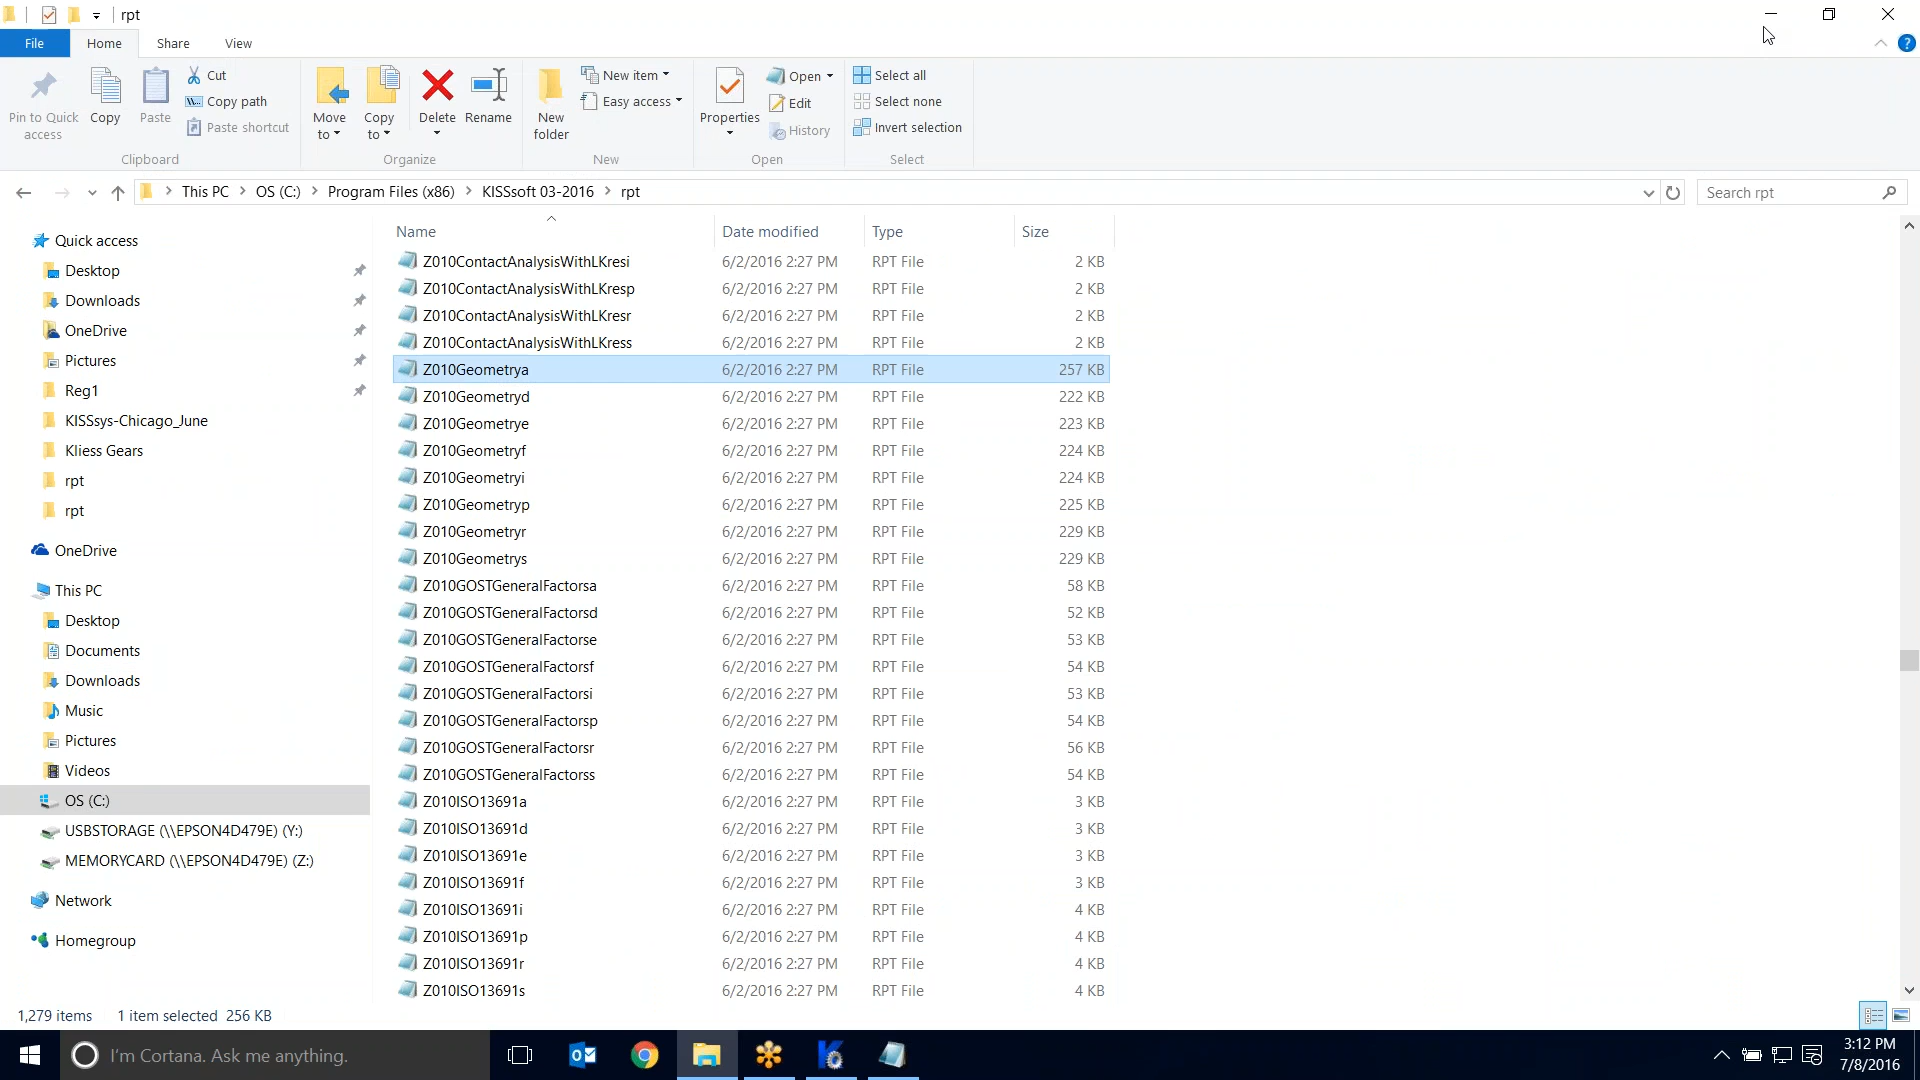 rpt
File Home Share View
Pin to Quick access
Copy
Paste
Cut
Copy path
Paste shortcut
Clipboard
Move to
Copy to
Delete
Rename
Organize
New folder
New item
Easy access
New
Properties
Open
Edit
History
Open
Select all
Select none
Invert selection
Select
This PC > OS (C:) > Program Files (x86) > KISSsoft 03-2016 > rpt
Search rpt
Quick access
Desktop
Downloads
OneDrive
Pictures
Reg1
KISSsys-Chicago_June
Kliess Gears
rpt
rpt
OneDrive
This PC
Desktop
Documents
Downloads
Music
Pictures
Videos
OS (C:)
USBSTORAGE (\\EPSON4D479E) (Y:)
MEMORYCARD (\\EPSON4D479E) (Z:)
Network
Homegroup
Name Date modified Type Size
Z010ContactAnalysisWithLKresi 6/2/2016 2:27 PM RPT File 2 KB
Z010ContactAnalysisWithLKresp 6/2/2016 2:27 PM RPT File 2 KB
Z010ContactAnalysisWithLKresr 6/2/2016 2:27 PM RPT File 2 KB
Z010ContactAnalysisWithLKress 6/2/2016 2:27 PM RPT File 2 KB
Z010Geometrya 6/2/2016 2:27 PM RPT File 257 KB
Z010Geometryd 6/2/2016 2:27 PM RPT File 222 KB
Z010Geometrye 6/2/2016 2:27 PM RPT File 223 KB
Z010Geometryf 6/2/2016 2:27 PM RPT File 224 KB
Z010Geometryi 6/2/2016 2:27 PM RPT File 224 KB
Z010Geometryp 6/2/2016 2:27 PM RPT File 225 KB
Z010Geometryr 6/2/2016 2:27 PM RPT File 229 KB
Z010Geometrys 6/2/2016 2:27 PM RPT File 229 KB
Z010GOSTGeneralFactorsa 6/2/2016 2:27 PM RPT File 58 KB
Z010GOSTGeneralFactorsd 6/2/2016 2:27 PM RPT File 52 KB
Z010GOSTGeneralFactorse 6/2/2016 2:27 PM RPT File 53 KB
Z010GOSTGeneralFactorsf 6/2/2016 2:27 PM RPT File 54 KB
Z010GOSTGeneralFactorsi 6/2/2016 2:27 PM RPT File 53 KB
Z010GOSTGeneralFactorsp 6/2/2016 2:27 PM RPT File 54 KB
Z010GOSTGeneralFactorsr 6/2/2016 2:27 PM RPT File 56 KB
Z010GOSTGeneralFactorss 6/2/2016 2:27 PM RPT File 54 KB
Z010ISO13691a 6/2/2016 2:27 PM RPT File 3 KB
Z010ISO13691d 6/2/2016 2:27 PM RPT File 3 KB
Z010ISO13691e 6/2/2016 2:27 PM RPT File 3 KB
Z010ISO13691f 6/2/2016 2:27 PM RPT File 3 KB
Z010ISO13691i 6/2/2016 2:27 PM RPT File 4 KB
Z010ISO13691p 6/2/2016 2:27 PM RPT File 4 KB
Z010ISO13691r 6/2/2016 2:27 PM RPT File 4 KB
Z010ISO13691s 6/2/2016 2:27 PM RPT File 4 KB
1,279 items 1 item selected 256 KB
I'm Cortana. Ask me anything.
3:12 PM
7/8/2016